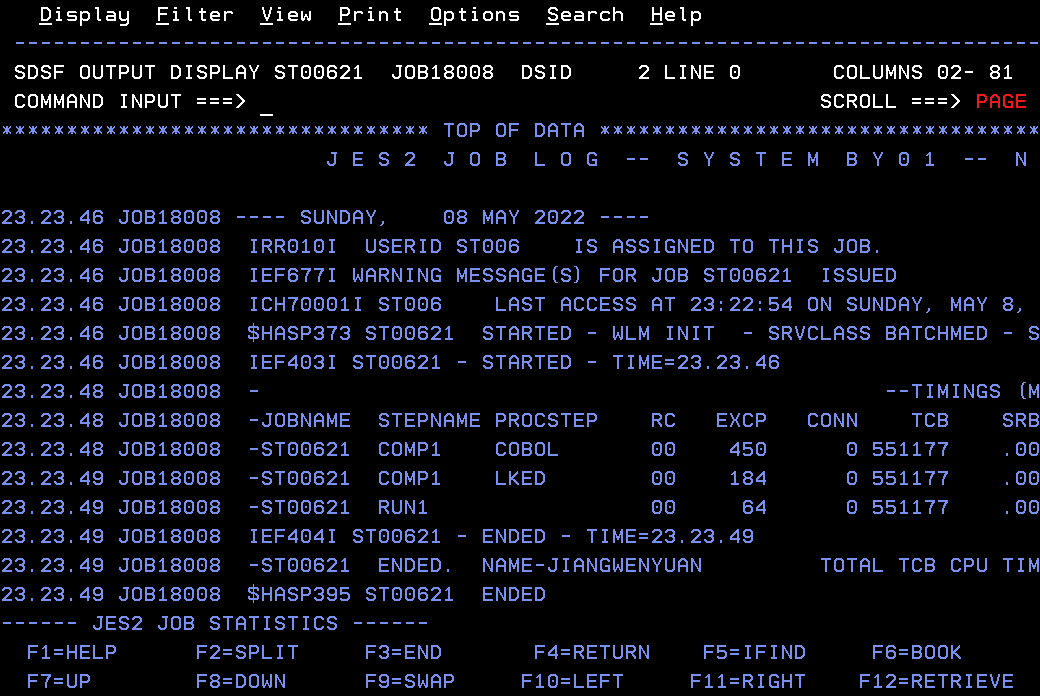 Display  Filter  View  Print  Options  Search  Help
-------------------------------------------------------------------------------
SDSF OUTPUT DISPLAY ST00621  JOB18008  DSID     2 LINE 0       COLUMNS 02- 81
COMMAND INPUT ===> _                                            SCROLL ===> PAGE
********************************* TOP OF DATA **********************************
                         J E S 2  J O B  L O G  --  S Y S T E M  B Y 0 1  --  N

23.23.46 JOB18008 ---- SUNDAY,    08 MAY 2022 ----
23.23.46 JOB18008  IRR010I  USERID ST006    IS ASSIGNED TO THIS JOB.
23.23.46 JOB18008  IEF677I WARNING MESSAGE(S) FOR JOB ST00621  ISSUED
23.23.46 JOB18008  ICH70001I ST006    LAST ACCESS AT 23:22:54 ON SUNDAY, MAY 8,
23.23.46 JOB18008  $HASP373 ST00621  STARTED - WLM INIT  - SRVCLASS BATCHMED - S
23.23.46 JOB18008  IEF403I ST00621 - STARTED - TIME=23.23.46
23.23.48 JOB18008  -                                                --TIMINGS (M
23.23.48 JOB18008  -JOBNAME  STEPNAME PROCSTEP    RC   EXCP   CONN    TCB    SRB
23.23.48 JOB18008  -ST00621  COMP1    COBOL       00    450      0 551177    .00
23.23.49 JOB18008  -ST00621  COMP1    LKED        00    184      0 551177    .00
23.23.49 JOB18008  -ST00621  RUN1                 00     64      0 551177    .00
23.23.49 JOB18008  IEF404I ST00621 - ENDED - TIME=23.23.49
23.23.49 JOB18008  -ST00621  ENDED.  NAME-JIANGWENYUAN         TOTAL TCB CPU TIM
23.23.49 JOB18008  $HASP395 ST00621  ENDED
------ JES2 JOB STATISTICS ------
F1=HELP      F2=SPLIT     F3=END       F4=RETURN    F5=IFIND     F6=BOOK
F7=UP        F8=DOWN      F9=SWAP     F10=LEFT     F11=RIGHT    F12=RETRIEVE